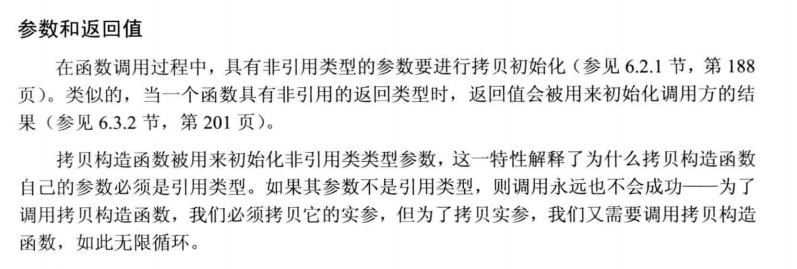 参数和返回值
在函数调用过程中，具有非引用类型的参数要进行拷贝初始化（参见 6.2.1 节，第 188
页）。类似的，当一个函数具有非引用的返回类型时，返回值会被用来初始化调用方的结
果（参见 6.3.2 节，第 201 页）。
拷贝构造函数被用来初始化非引用类类型参数，这一特性解释了为什么拷贝构造函数
自己的参数必须是引用类型。如果其参数不是引用类型，则调用永远也不会成功——为了
调用拷贝构造函数，我们必须拷贝它的实参，但为了拷贝实参，我们又需要调用拷贝构造
函数，如此无限循环。